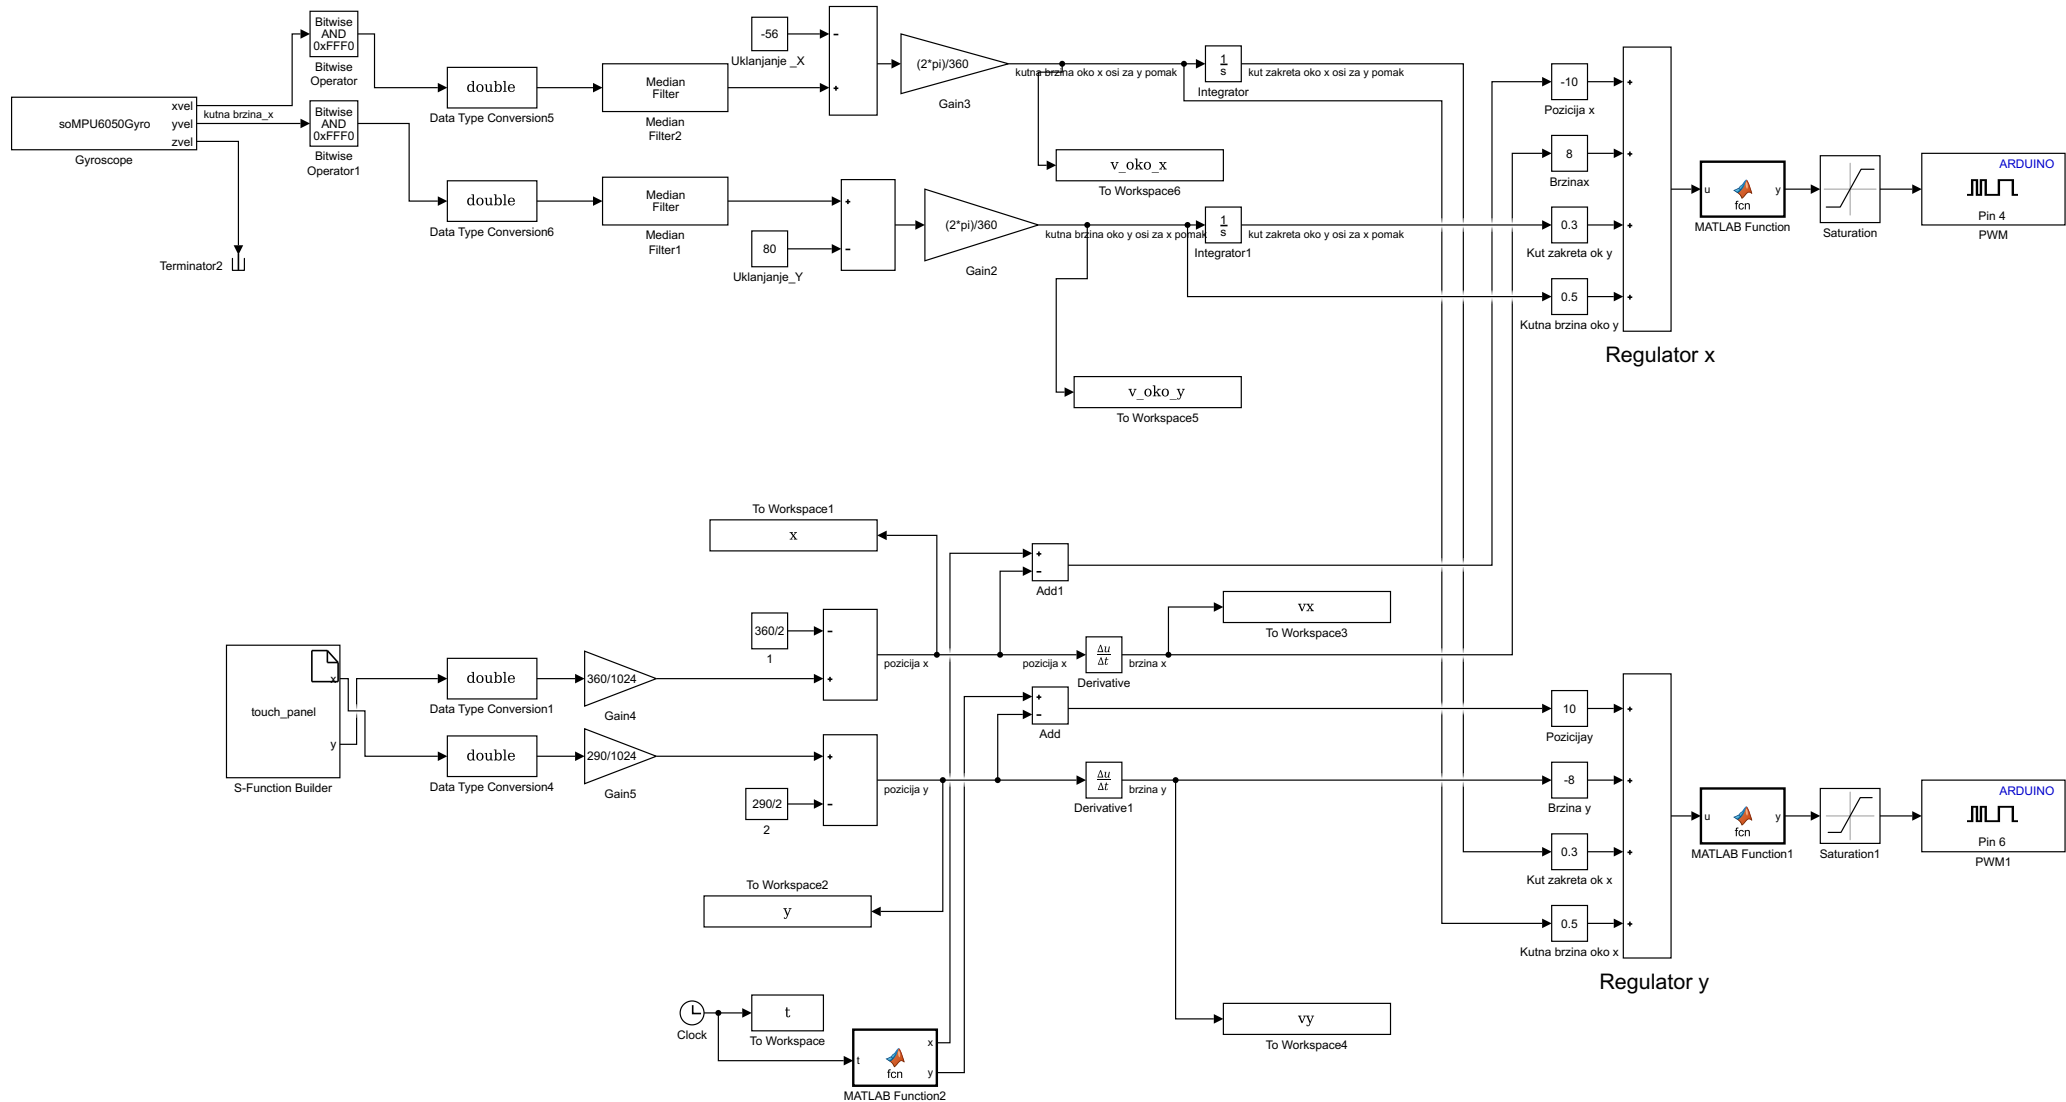 soMPU6050Gyro
xvel
yvel
zvel
Gyroscope
kutna brzina_x
Terminator2
Bitwise
AND
0xFFF0
Bitwise
Operator
Bitwise
AND
0xFFF0
Bitwise
Operator1
double
Data Type Conversion5
double
Data Type Conversion6
Median
Filter
Median
Filter2
Median
Filter
Median
Filter1
-56
Uklanjanje _X
80
Uklanjanje_Y
(2*pi)/360
Gain3
(2*pi)/360
Gain2
kutna brzina oko x osi za y pomak
v_oko_x
To Workspace6
kutna brzina oko y osi za x pomak
v_oko_y
To Workspace5
1
s
Integrator
kut zakreta oko x osi za y pomak
1
s
Integrator1
kut zakreta oko y osi za x pomak
-10
Pozicija x
8
Brzinax
0.3
Kut zakreta ok y
0.5
Kutna brzina oko y
Regulator x
u
y
fcn
MATLAB Function
Saturation
ARDUINO
Pin 4
PWM
To Workspace1
x
Add1
vx
To Workspace3
360/2
1
pozicija x
pozicija x
Δu
Δt
Derivative
brzina x
touch_panel
x
y
S-Function Builder
double
Data Type Conversion1
360/1024
Gain4
double
Data Type Conversion4
290/1024
Gain5
290/2
2
pozicija y
Add
Δu
Δt
Derivative1
brzina y
To Workspace2
y
10
Pozicijay
-8
Brzina y
0.3
Kut zakreta ok x
0.5
Kutna brzina oko x
Regulator y
u
y
fcn
MATLAB Function1
Saturation1
ARDUINO
Pin 6
PWM1
Clock
t
To Workspace
t
x
y
fcn
MATLAB Function2
vy
To Workspace4